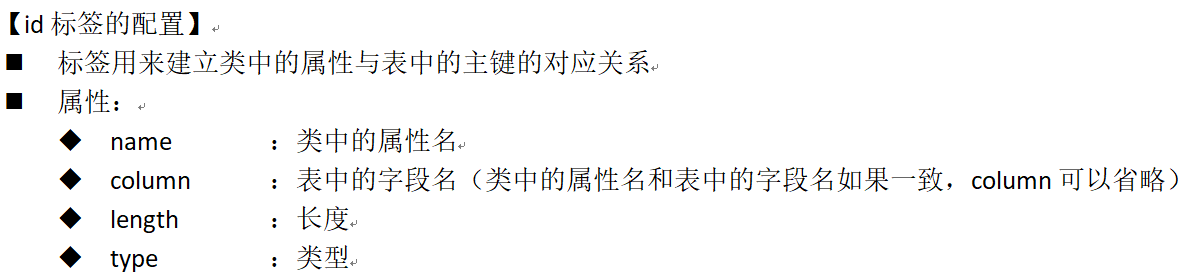 【id 标签的配置】
■ 标签用来建立类中的属性与表中的主键的对应关系
■ 属性：
◆ name ：类中的属性名
◆ column ：表中的字段名（类中的属性名和表中的字段名如果一致，column 可以省略）
◆ length ：长度
◆ type ：类型